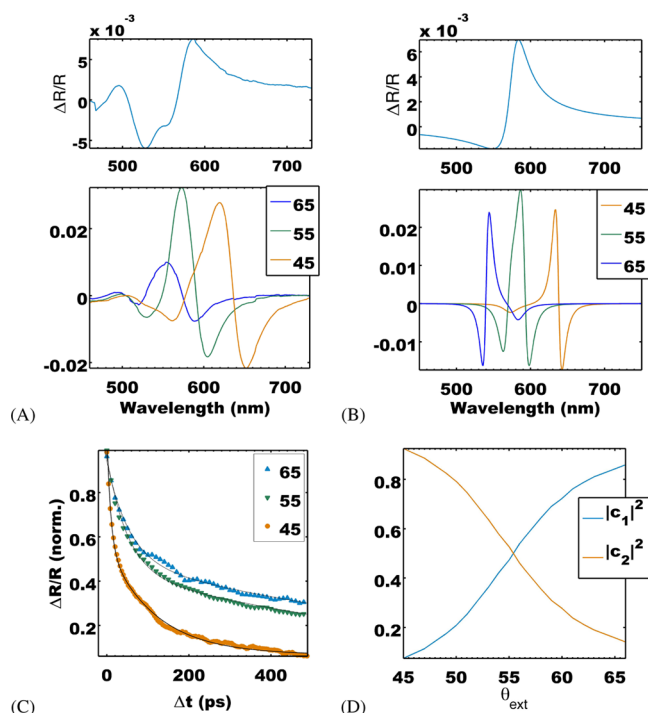 x 10⁻³
ΔR/R
5
0
-5
500 600 700
65
55
45
0.02
0
-0.02
500 600 700
Wavelength (nm)
(A)
x 10⁻³
ΔR/R
6
4
2
0
500 600 700
45
55
65
0.02
0.01
0
-0.01
500 600 700
Wavelength (nm)
(B)
ΔR/R (norm.)
0.8
0.6
0.4
0.2
65
55
45
0 200 400
Δt (ps)
(C)
0.8
0.6
0.4
0.2
|c₁|²
|c₂|²
45 50 55 60 65
θext
(D)